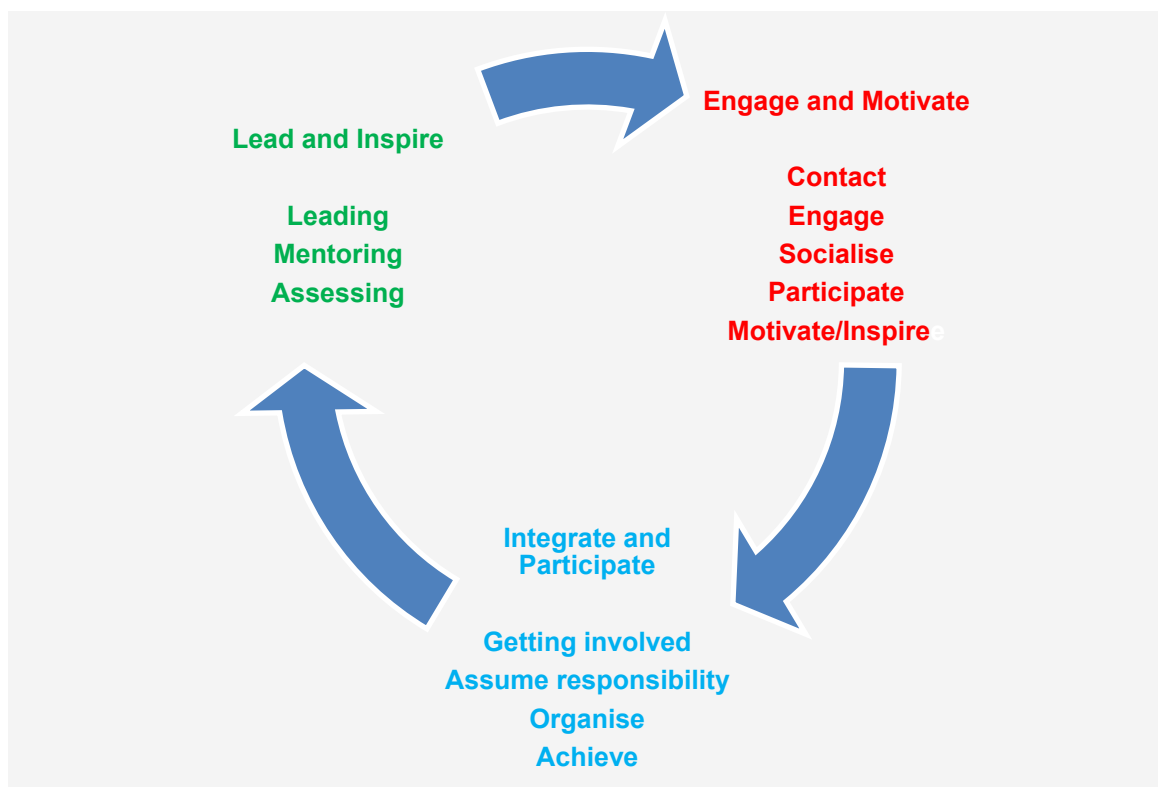 Engage and Motivate
Contact
Engage
Socialise
Participate
Motivate/Inspiree
Integrate and
Participate
Getting involved
Assume responsibility
Organise
Achieve
Lead and Inspire
Leading
Mentoring
Assessing